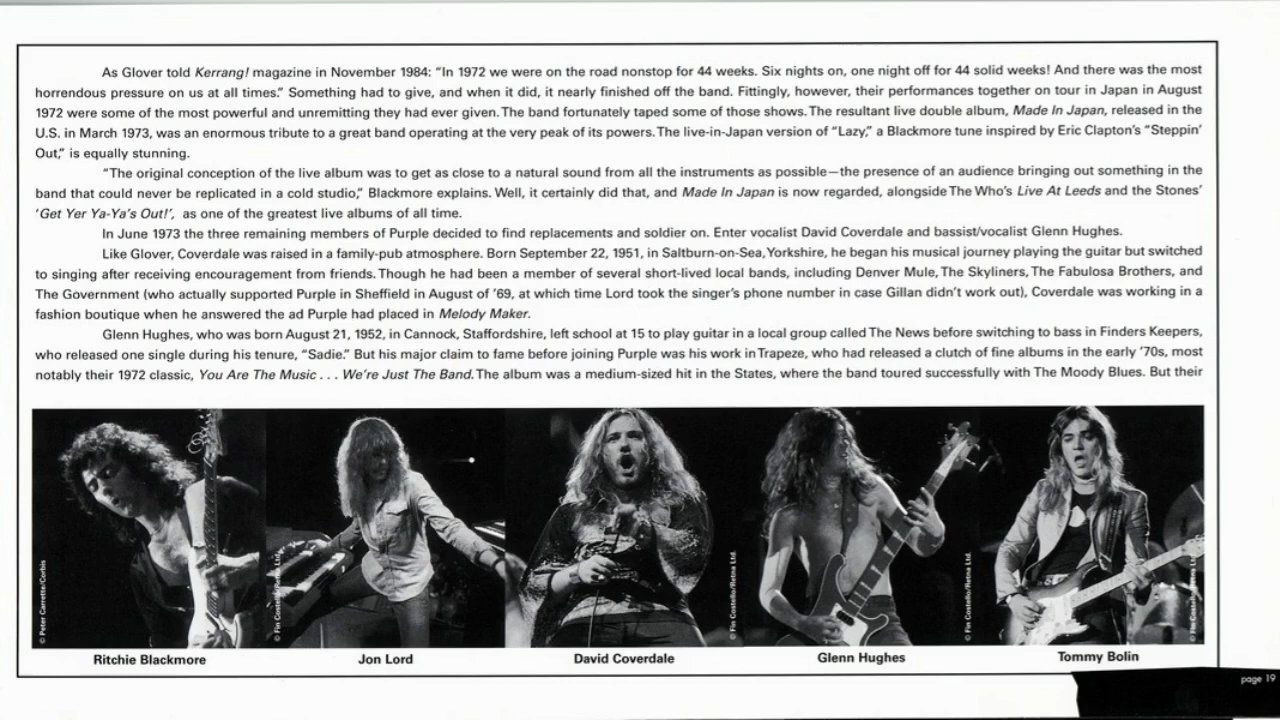 As Glover told Kerrang! magazine in November 1984: “In 1972 we were on the road nonstop for 44 weeks. Six nights on, one night off for 44 solid weeks! And there was the most
horrendous pressure on us at all times.” Something had to give, and when it did, it nearly finished off the band. Fittingly, however, their performances together on tour in Japan in August
1972 were some of the most powerful and unremitting they had ever given. The band fortunately taped some of those shows. The resultant live double album, Made In Japan, released in the
U.S. in March 1973, was an enormous tribute to a great band operating at the very peak of its powers. The live-in-Japan version of “Lazy,” a Blackmore tune inspired by Eric Clapton’s “Steppin’
Out,” is equally stunning.
“The original conception of the live album was to get as close to a natural sound from all the instruments as possible—the presence of an audience bringing out something in the
band that could never be replicated in a cold studio,” Blackmore explains. Well, it certainly did that, and Made In Japan is now regarded, alongside The Who’s Live At Leeds and the Stones’
‘Get Yer Ya-Ya’s Out!’, as one of the greatest live albums of all time.
In June 1973 the three remaining members of Purple decided to find replacements and soldier on. Enter vocalist David Coverdale and bassist/vocalist Glenn Hughes.
Like Glover, Coverdale was raised in a family-pub atmosphere. Born September 22, 1951, in Saltburn-on-Sea, Yorkshire, he began his musical journey playing the guitar but switched
to singing after receiving encouragement from friends. Though he had been a member of several short-lived local bands, including Denver Mule, The Skyliners, The Fabulosa Brothers, and
The Government (who actually supported Purple in Sheffield in August of ’69, at which time Lord took the singer’s phone number in case Gillan didn’t work out), Coverdale was working in a
fashion boutique when he answered the ad Purple had placed in Melody Maker.
Glenn Hughes, who was born August 21, 1952, in Cannock, Staffordshire, left school at 15 to play guitar in a local group called The News before switching to bass in Finders Keepers,
who released one single during his tenure, “Sadie.” But his major claim to fame before joining Purple was his work in Trapeze, who had released a clutch of fine albums in the early ’70s, most
notably their 1972 classic, You Are The Music . . . We’re Just The Band. The album was a medium-sized hit in the States, where the band toured successfully with The Moody Blues. But their
© Peter Carrette/Corbis
© Fin Costello/Retna Ltd.
© Fin Costello/Retna Ltd.
© Fin Costello/Retna Ltd.
© Fin Costello/Retna Ltd.
Ritchie Blackmore
Jon Lord
David Coverdale
Glenn Hughes
Tommy Bolin
page 19